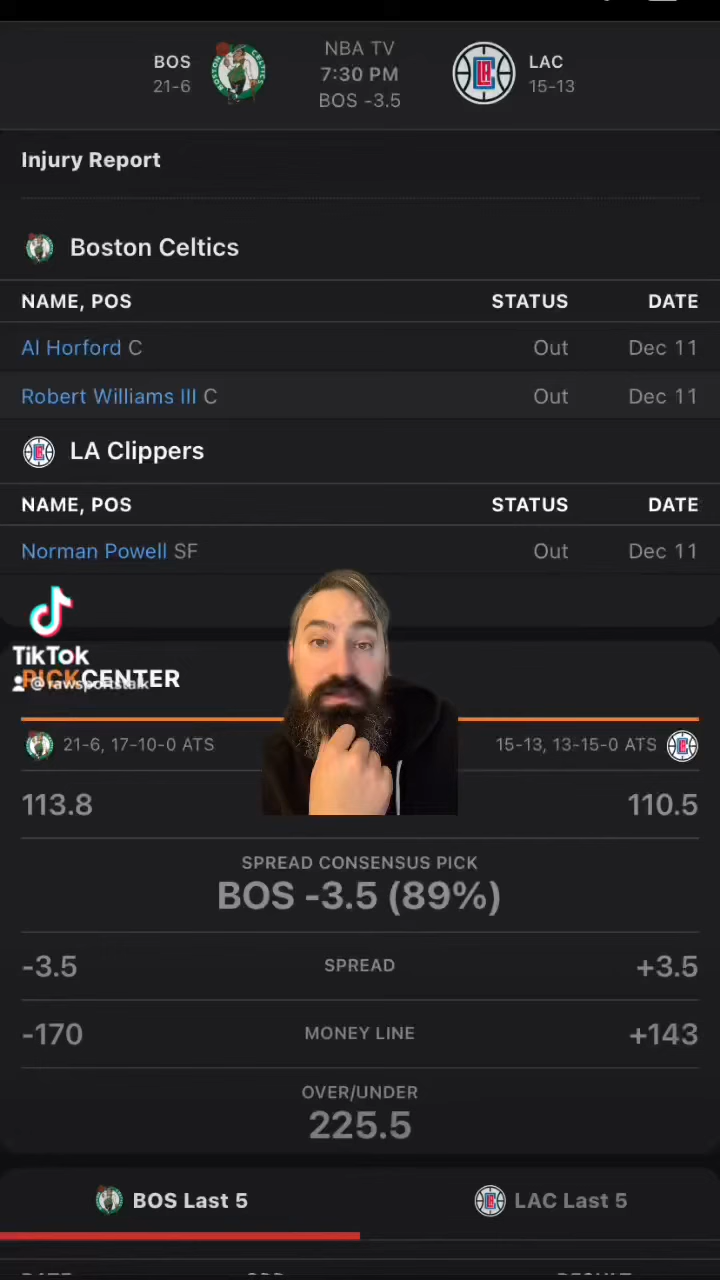 BOS
21-6
NBA TV
7:30 PM
BOS -3.5
LAC
15-13
Injury Report
Boston Celtics
NAME, POS STATUS DATE
Al Horford C Out Dec 11
Robert Williams III C Out Dec 11
LA Clippers
NAME, POS STATUS DATE
Norman Powell SF Out Dec 11
TikTok
PICKCENTER
@rawsportstalk
21-6, 17-10-0 ATS 15-13, 13-15-0 ATS
113.8 110.5
SPREAD CONSENSUS PICK
BOS -3.5 (89%)
-3.5 SPREAD +3.5
-170 MONEY LINE +143
OVER/UNDER
225.5
BOS Last 5 LAC Last 5